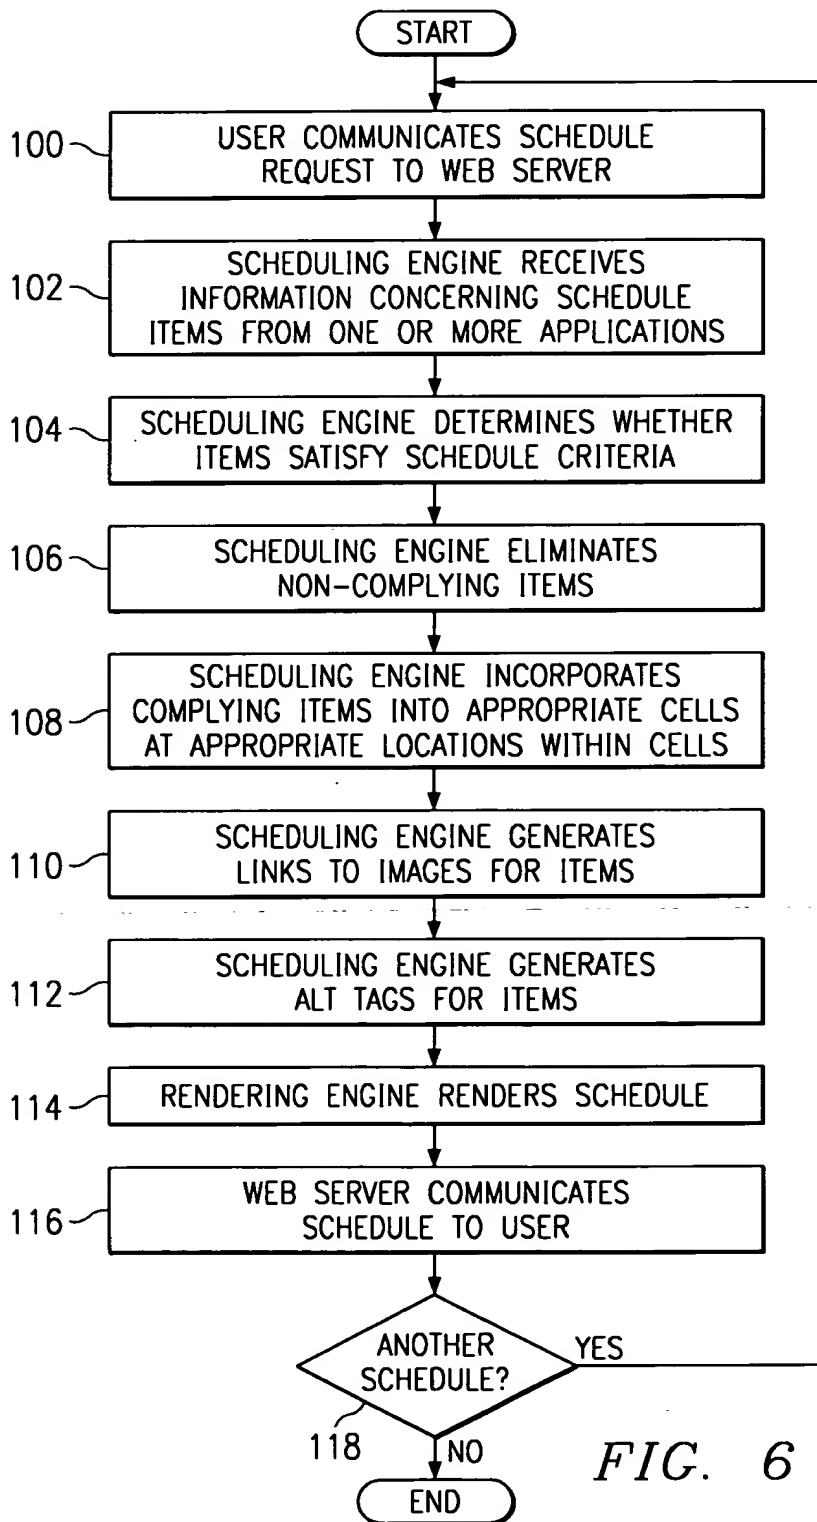 START
100
USER COMMUNICATES SCHEDULE
REQUEST TO WEB SERVER
102
SCHEDULING ENGINE RECEIVES
INFORMATION CONCERNING SCHEDULE
ITEMS FROM ONE OR MORE APPLICATIONS
104
SCHEDULING ENGINE DETERMINES WHETHER
ITEMS SATISFY SCHEDULE CRITERIA
106
SCHEDULING ENGINE ELIMINATES
NON-COMPLYING ITEMS
108
SCHEDULING ENGINE INCORPORATES
COMPLYING ITEMS INTO APPROPRIATE CELLS
AT APPROPRIATE LOCATIONS WITHIN CELLS
110
SCHEDULING ENGINE GENERATES
LINKS TO IMAGES FOR ITEMS
112
SCHEDULING ENGINE GENERATES
ALT TAGS FOR ITEMS
114
RENDERING ENGINE RENDERS SCHEDULE
116
WEB SERVER COMMUNICATES
SCHEDULE TO USER
ANOTHER
SCHEDULE?
YES
118
NO
END
FIG. 6